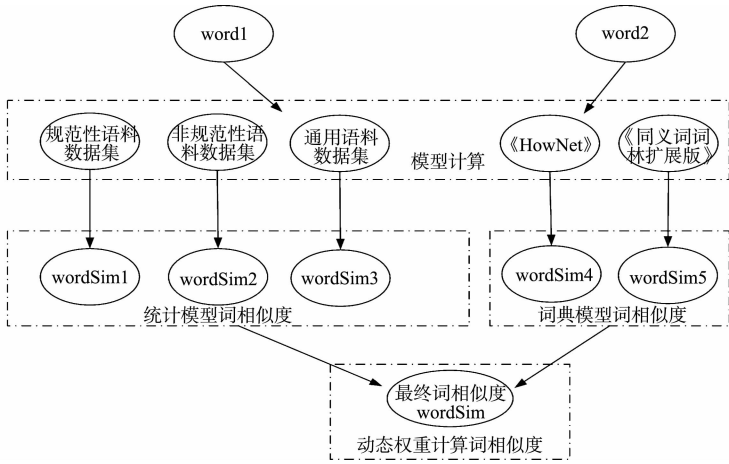 word1
word2
规范性语料
数据集
非规范性语
料数据集
通用语料
数据集
《HowNet》
《同义词词
林扩展版》
模型计算
wordSim1
wordSim2
wordSim3
wordSim4
wordSim5
统计模型词相似度
词典模型词相似度
最终词相似度
wordSim
动态权重计算词相似度